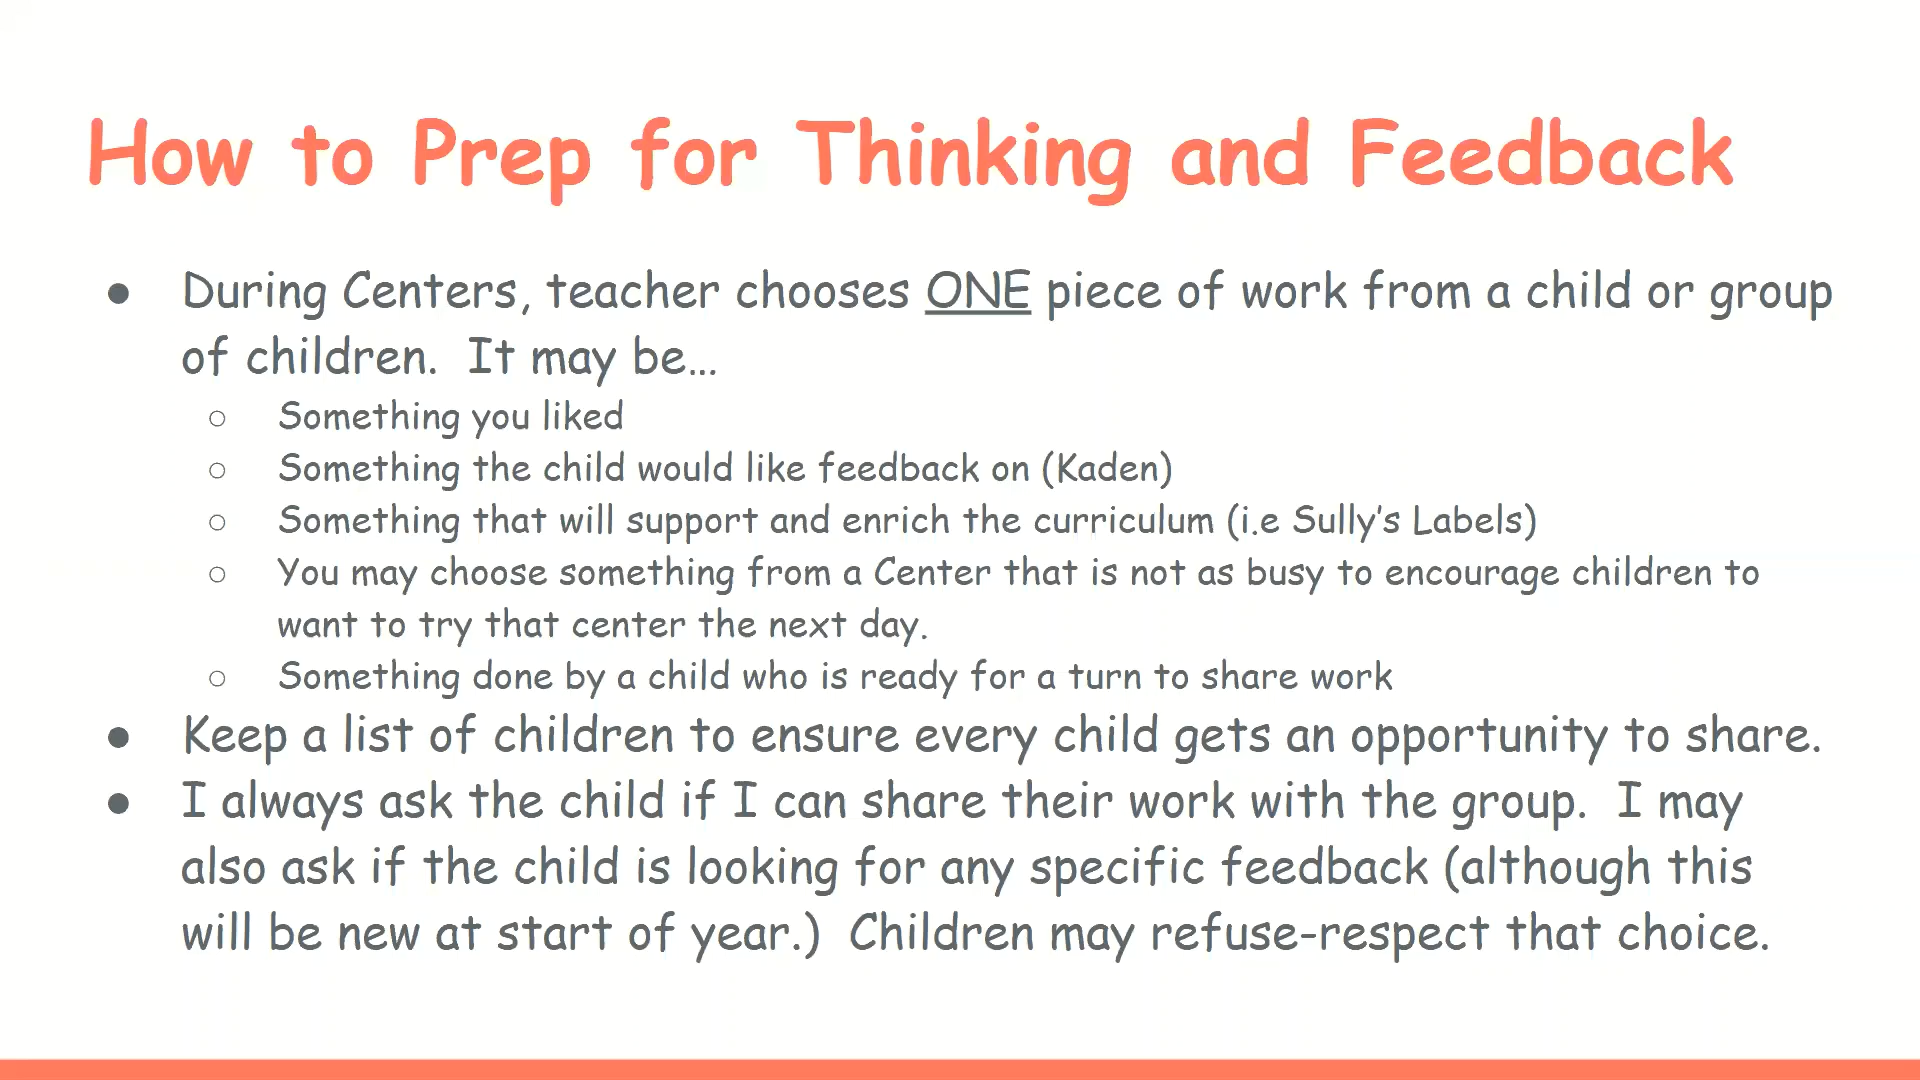 How to Prep for Thinking and Feedback
● During Centers, teacher chooses ONE piece of work from a child or group
of children.  It may be…
○ Something you liked
○ Something the child would like feedback on (Kaden)
○ Something that will support and enrich the curriculum (i.e Sully's Labels)
○ You may choose something from a Center that is not as busy to encourage children to
want to try that center the next day.
○ Something done by a child who is ready for a turn to share work
● Keep a list of children to ensure every child gets an opportunity to share.
● I always ask the child if I can share their work with the group.  I may
also ask if the child is looking for any specific feedback (although this
will be new at start of year.)  Children may refuse-respect that choice.